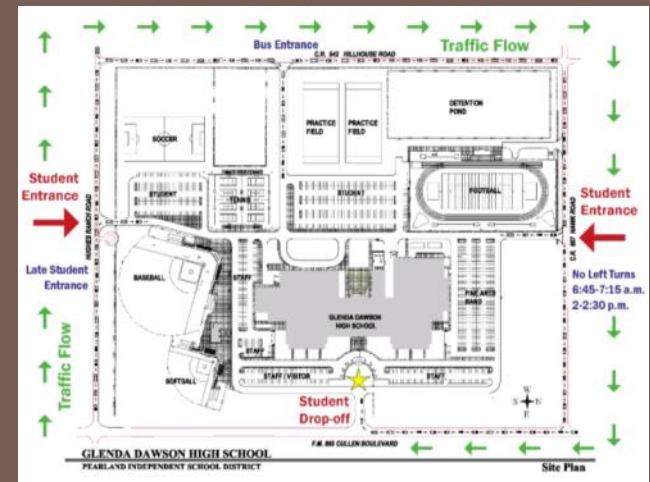 Bus Entrance
Traffic Flow
C.R. 943 HILLHOUSE ROAD
DETENTION
POND
PRACTICE
FIELD
PRACTICE
FIELD
SOCCER
Student
Entrance
STUDENT
TENNIS
STUDENT
FOOTBALL
Student
Entrance
HUGHES RANCH ROAD
Late Student
Entrance
BASEBALL
STAFF
No Left Turns
6:45-7:15 a.m.
2-2:30 p.m.
FINE ARTS
BAND
GLENDA DAWSON
HIGH SCHOOL
Traffic Flow
STAFF
SOFTBALL
STAFF / VISITOR
STAFF
Student
Drop-off
W
S N
E
F.M. 865 CULLEN BOULEVARD
GLENDA DAWSON HIGH SCHOOL
PEARLAND INDEPENDENT SCHOOL DISTRICT
Site Plan